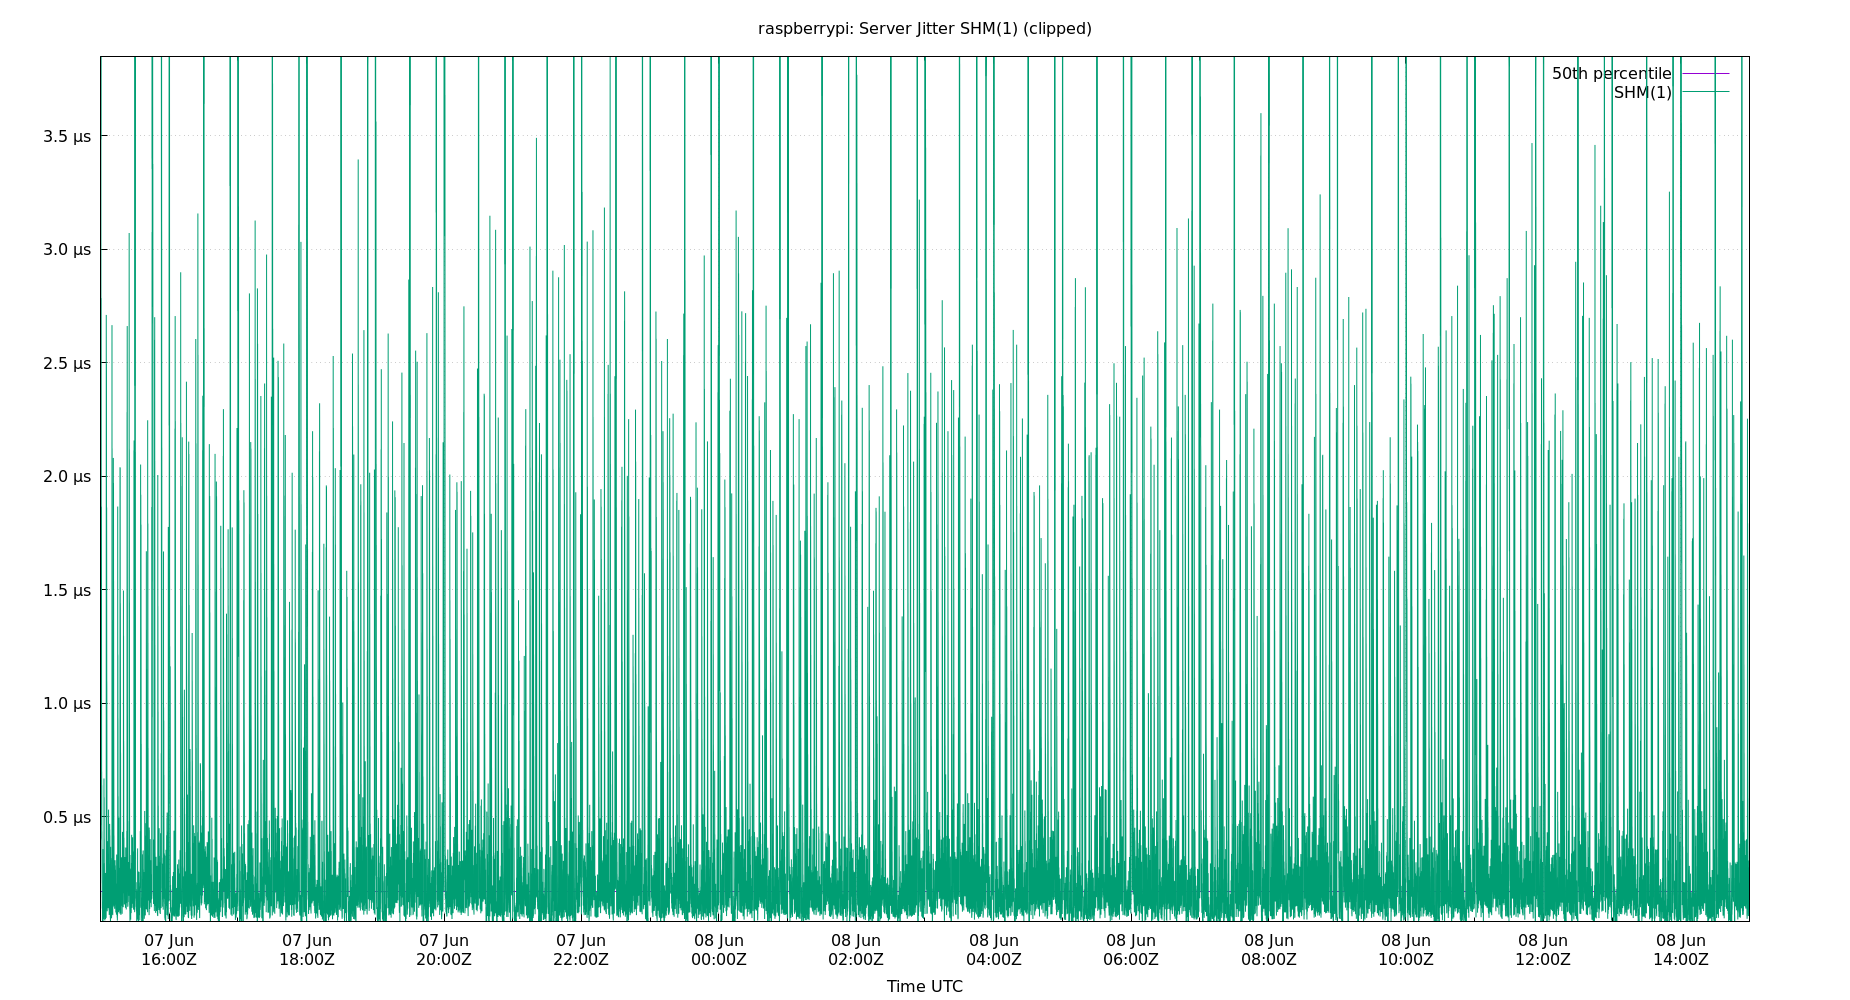 raspberrypi: Server Jitter SHM(1) (clipped)
50th percentile
SHM(1)
3.5 µs
3.0 µs
2.5 µs
2.0 µs
1.5 µs
1.0 µs
0.5 µs
07 Jun 07 Jun 07 Jun 07 Jun 08 Jun 08 Jun 08 Jun 08 Jun 08 Jun 08 Jun 08 Jun 08 Jun
16:00Z 18:00Z 20:00Z 22:00Z 00:00Z 02:00Z 04:00Z 06:00Z 08:00Z 10:00Z 12:00Z 14:00Z
Time UTC